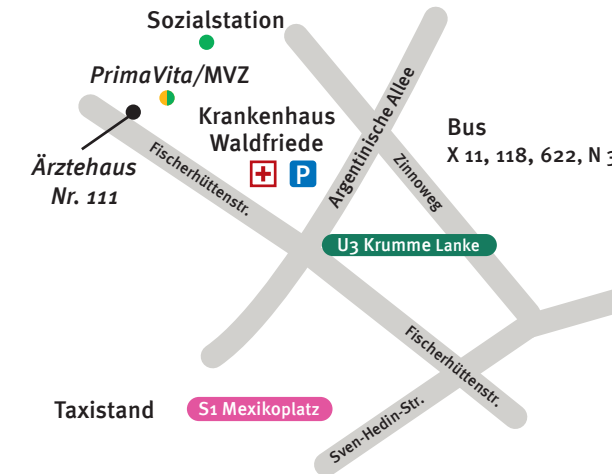 Sozialstation
PrimaVita/MVZ
Krankenhaus
Waldfriede
Ärztehaus
Nr. 111
P
Fischerhüttenstr.
Argentinische Allee
Zinnoweg
Bus
X 11, 118, 622, N 3
U3 Krumme Lanke
Fischerhüttenstr.
Sven-Hedin-Str.
Taxistand
S1 Mexikoplatz